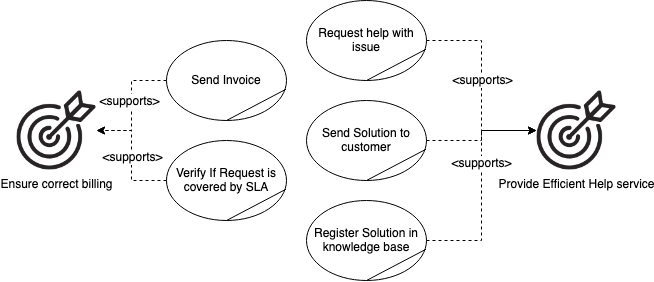 Request help with
issue
Send Invoice
<supports>
<supports>
Send Solution to
customer
<supports>
<supports>
Verify If Request is
covered by SLA
Ensure correct billing
Provide Efficient Help service
Register Solution in
knowledge base